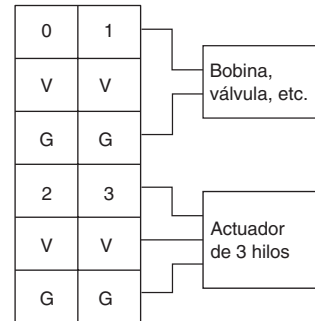 0 1
V V
G G
2 3
V V
G G
Bobina,
válvula, etc.
Actuador
de 3 hilos